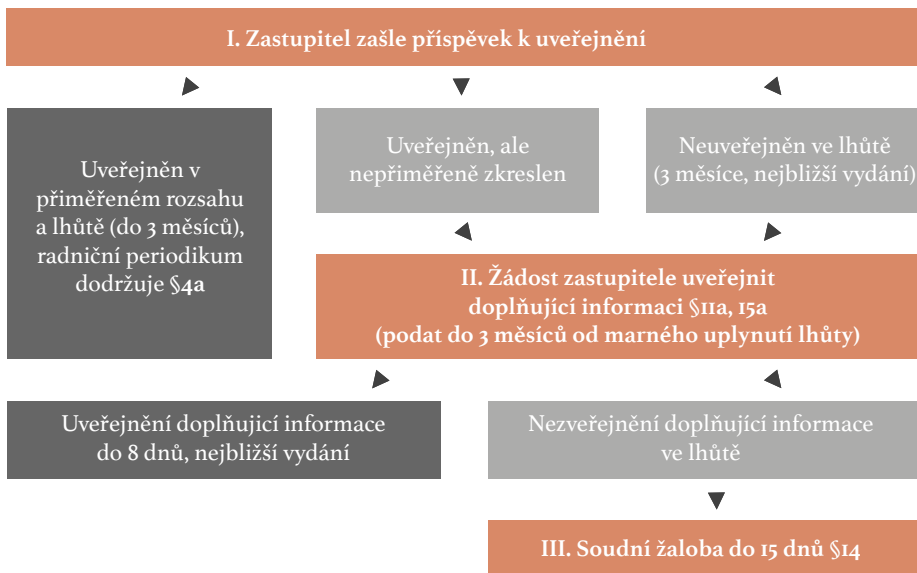 I. Zastupitel zašle příspěvek k uveřejnění
Uveřejněn v
přiměřeném rozsahu
a lhůtě (do 3 měsíců),
radniční periodikum
dodržuje §4a
Uveřejněn, ale
nepřiměřeně zkreslen
Neuveřejněn ve lhůtě
(3 měsíce, nejbližší vydání)
II. Žádost zastupitele uveřejnit
doplňující informaci §11a, 15a
(podat do 3 měsíců od marného uplynutí lhůty)
Uveřejnění doplňujicí informace
do 8 dnů, nejbližší vydání
Nezveřejnění doplňující informace
ve lhůtě
III. Soudní žaloba do 15 dnů §14